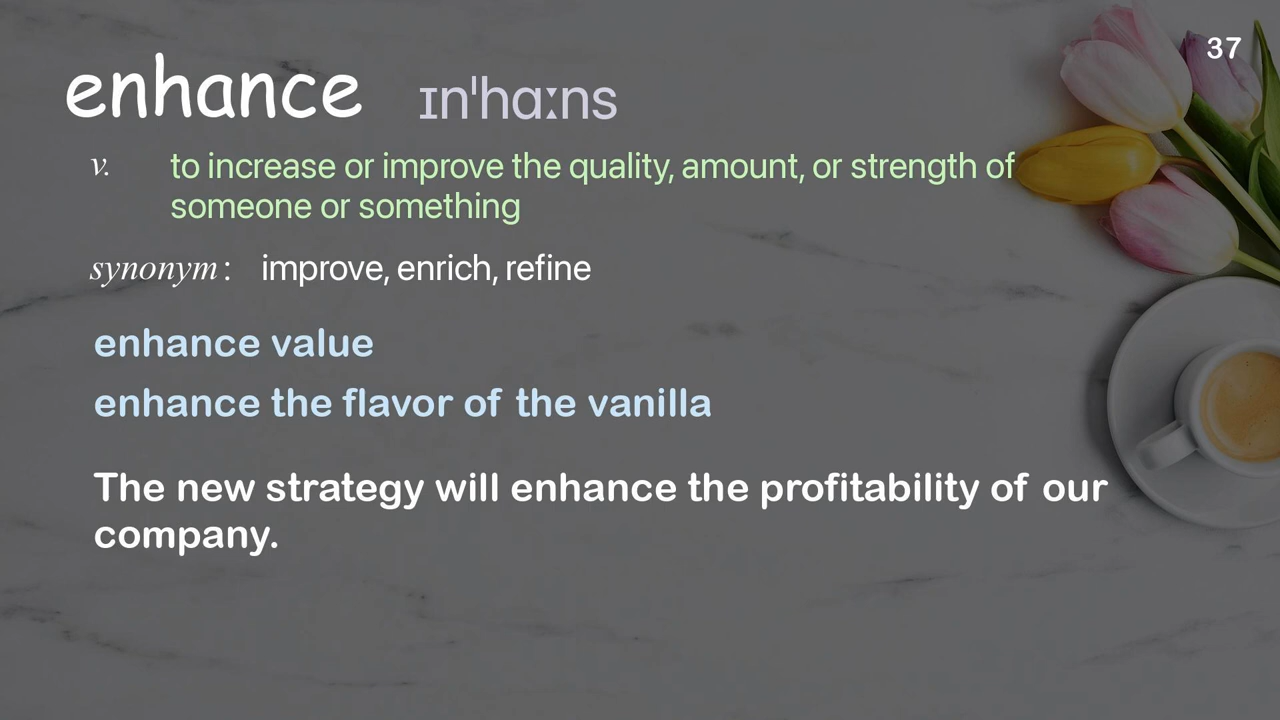 37
enhance ɪnˈhɑːns
v. to increase or improve the quality, amount, or strength of
someone or something
synonym: improve, enrich, refine
enhance value
enhance the flavor of the vanilla
The new strategy will enhance the profitability of our
company.